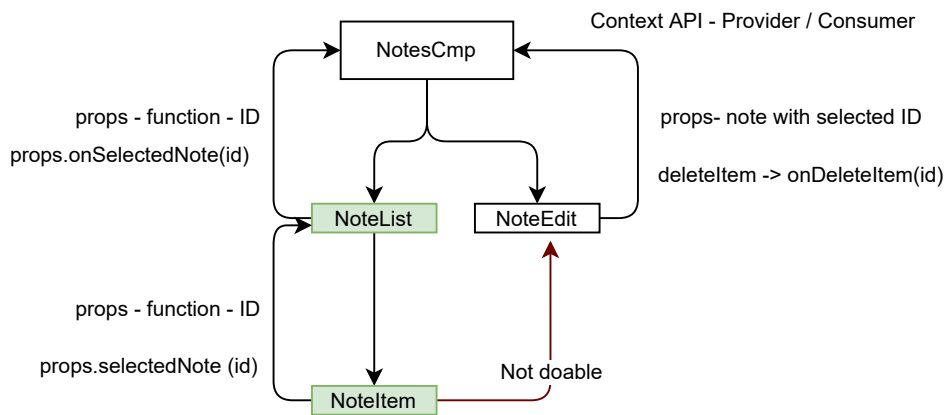 Context API - Provider / Consumer
NotesCmp
props - function - ID
props.onSelectedNote(id)
props- note with selected ID
deleteItem -> onDeleteItem(id)
NoteList
NoteEdit
props - function - ID
props.selectedNote (id)
Not doable
NoteItem